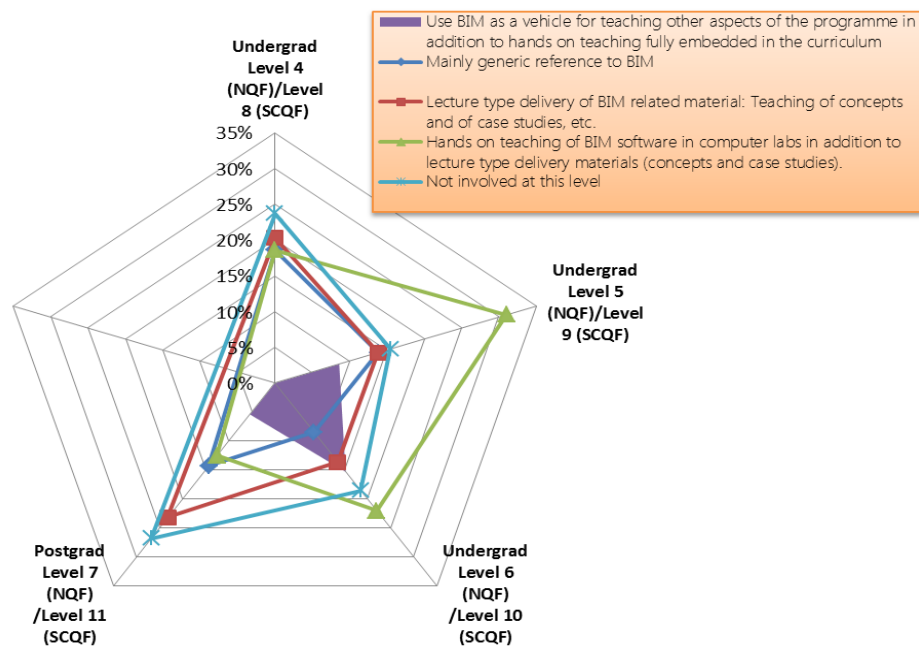 Use BIM as a vehicle for teaching other aspects of the programme in
addition to hands on teaching fully embedded in the curriculum
Mainly generic reference to BIM
Lecture type delivery of BIM related material: Teaching of concepts
and of case studies, etc.
Hands on teaching of BIM software in computer labs in addition to
lecture type delivery materials (concepts and case studies).
Not involved at this level
Undergrad
Level 4
(NQF)/Level
8 (SCQF)
35%
30%
25%
20%
15%
10%
5%
0%
Undergrad
Level 5
(NQF)/Level
9 (SCQF)
Undergrad
Level 6
(NQF)
/Level 10
(SCQF)
Postgrad
Level 7
(NQF)
/Level 11
(SCQF)